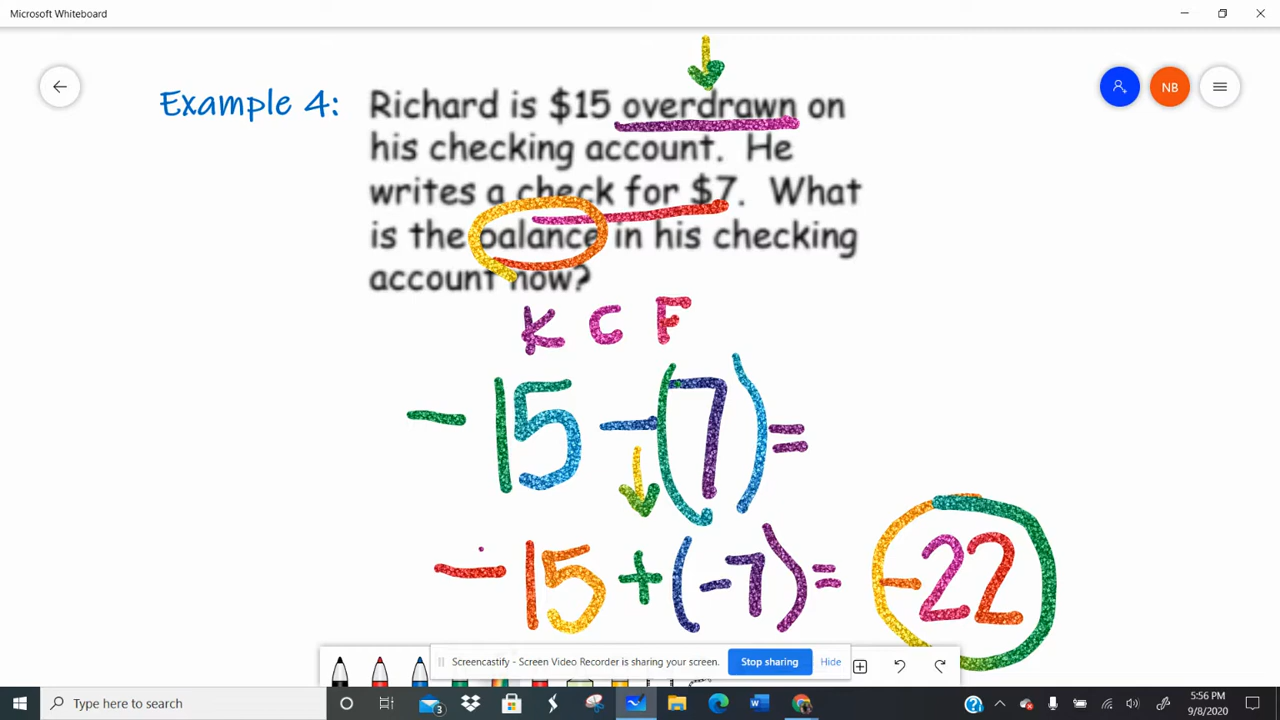 Microsoft Whiteboard
NB
Example 4: Richard is $15 overdrawn on
his checking account. He
writes a check for $7. What
is the balance in his checking
account now?
K C F
-15 -(7) =
-15 + (-7) = -22
Screencastify - Screen Video Recorder is sharing your screen. Stop sharing Hide
Type here to search
3
5:56 PM
9/8/2020